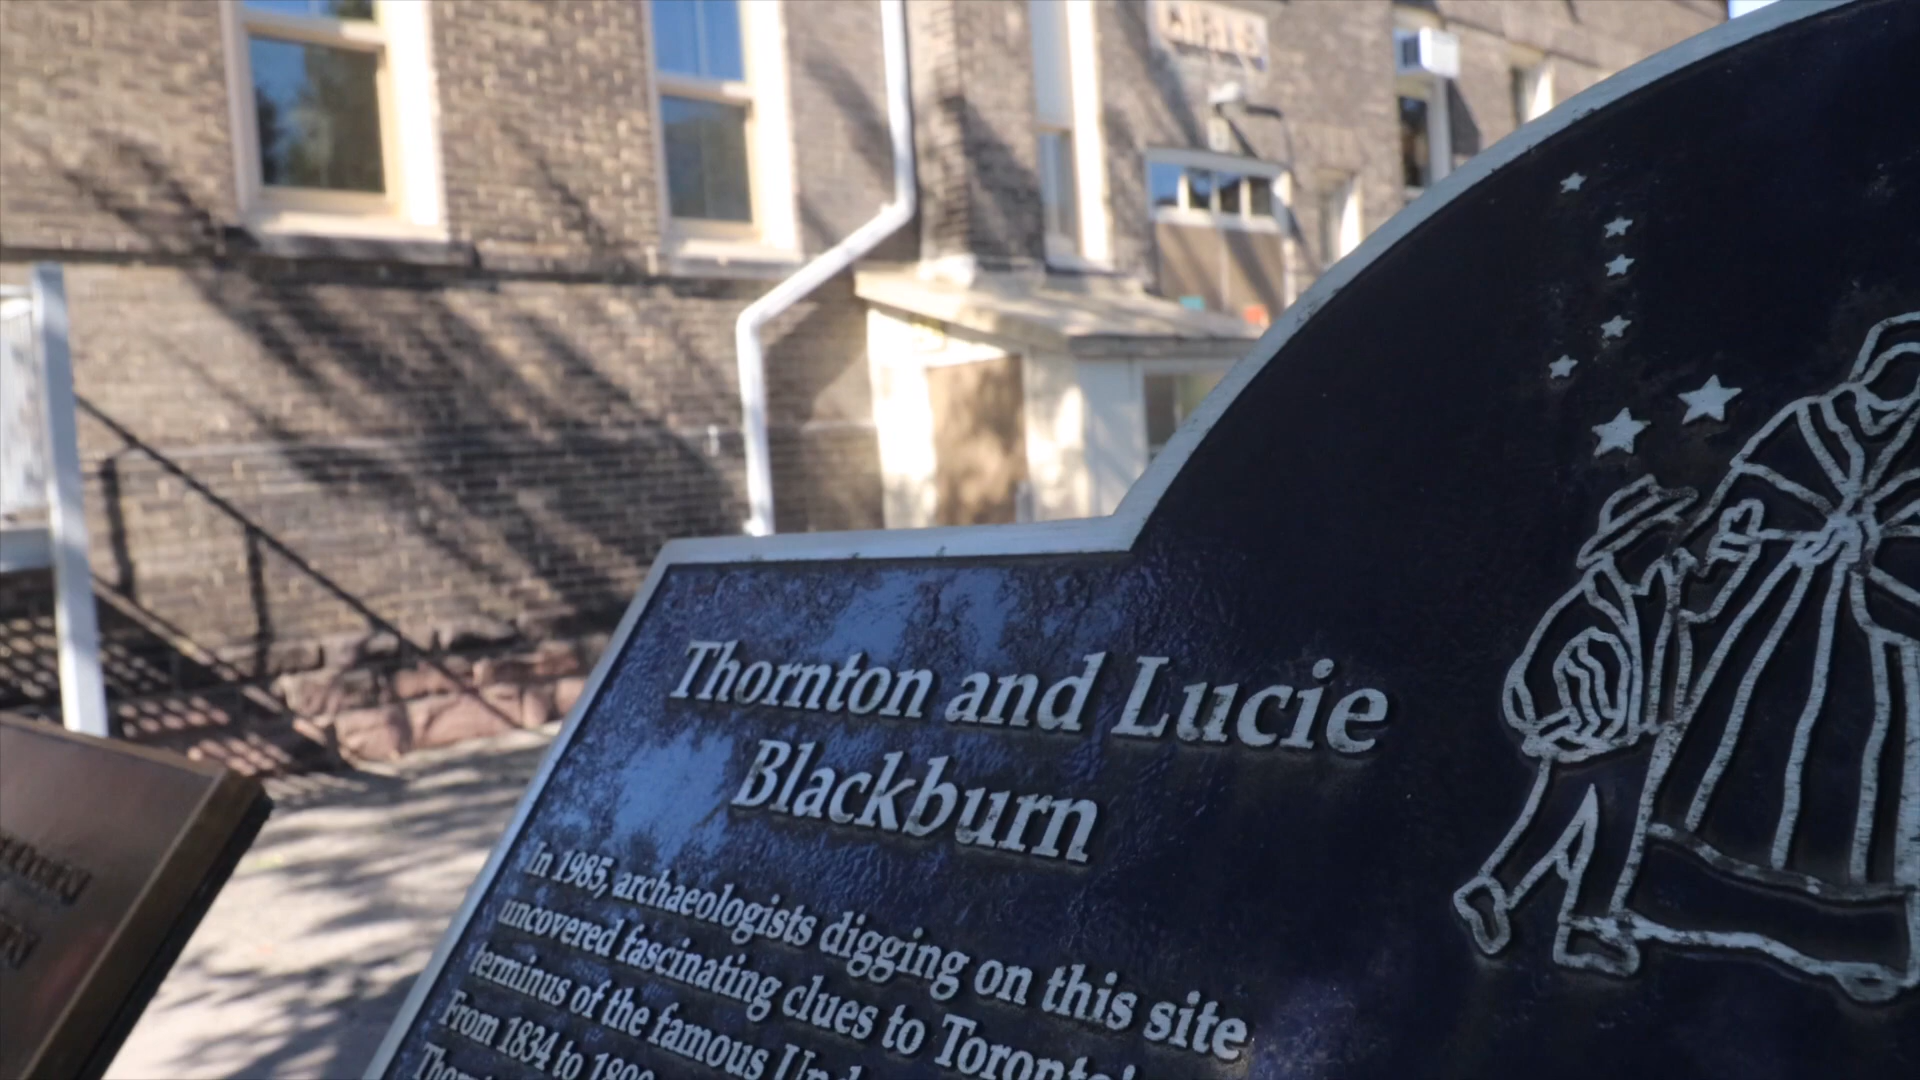 Thornton and Lucie
Blackburn
In 1985, archaeologists digging on this site
uncovered fascinating clues to Toronto's
terminus of the famous
From 1834 to 1890